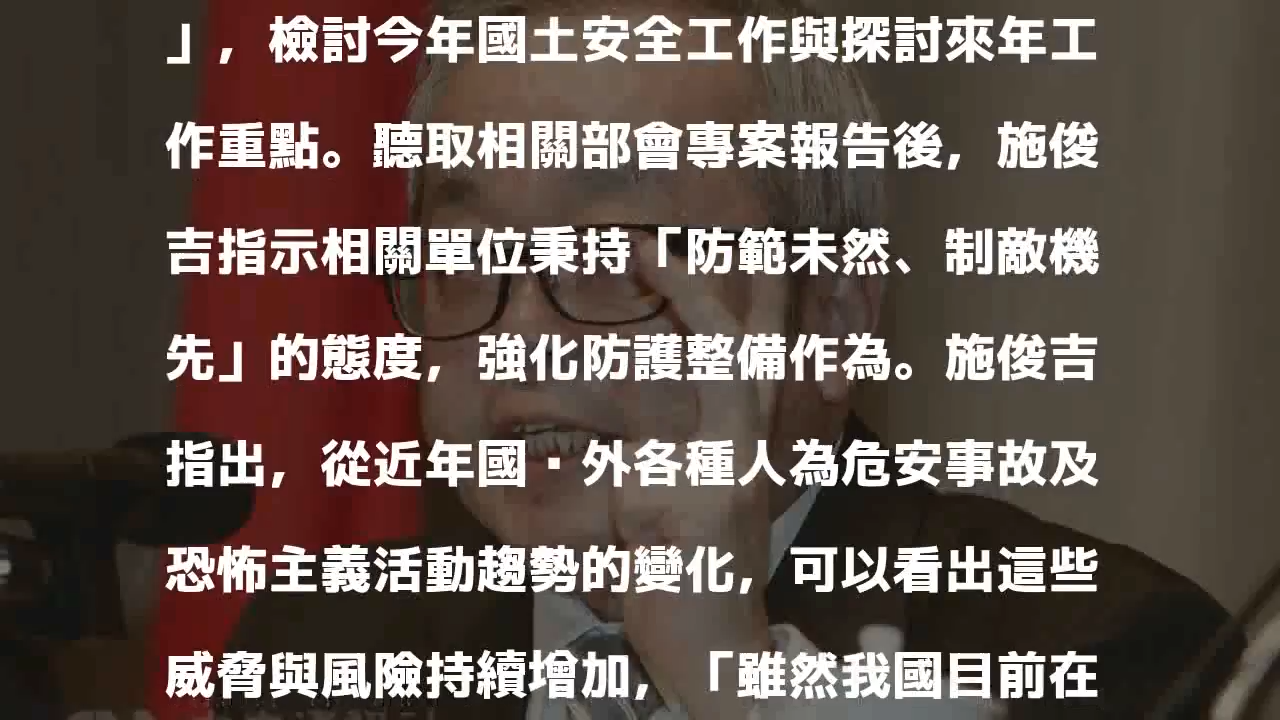 」，檢討今年國土安全工作與探討來年工
作重點。聽取相關部會專案報告後，施俊
吉指示相關單位秉持「防範未然、制敵機
先」的態度，強化防護整備作為。施俊吉
指出，從近年國▪外各種人為危安事故及
恐怖主義活動趨勢的變化，可以看出這些
威脅與風險持續增加，「雖然我國目前在